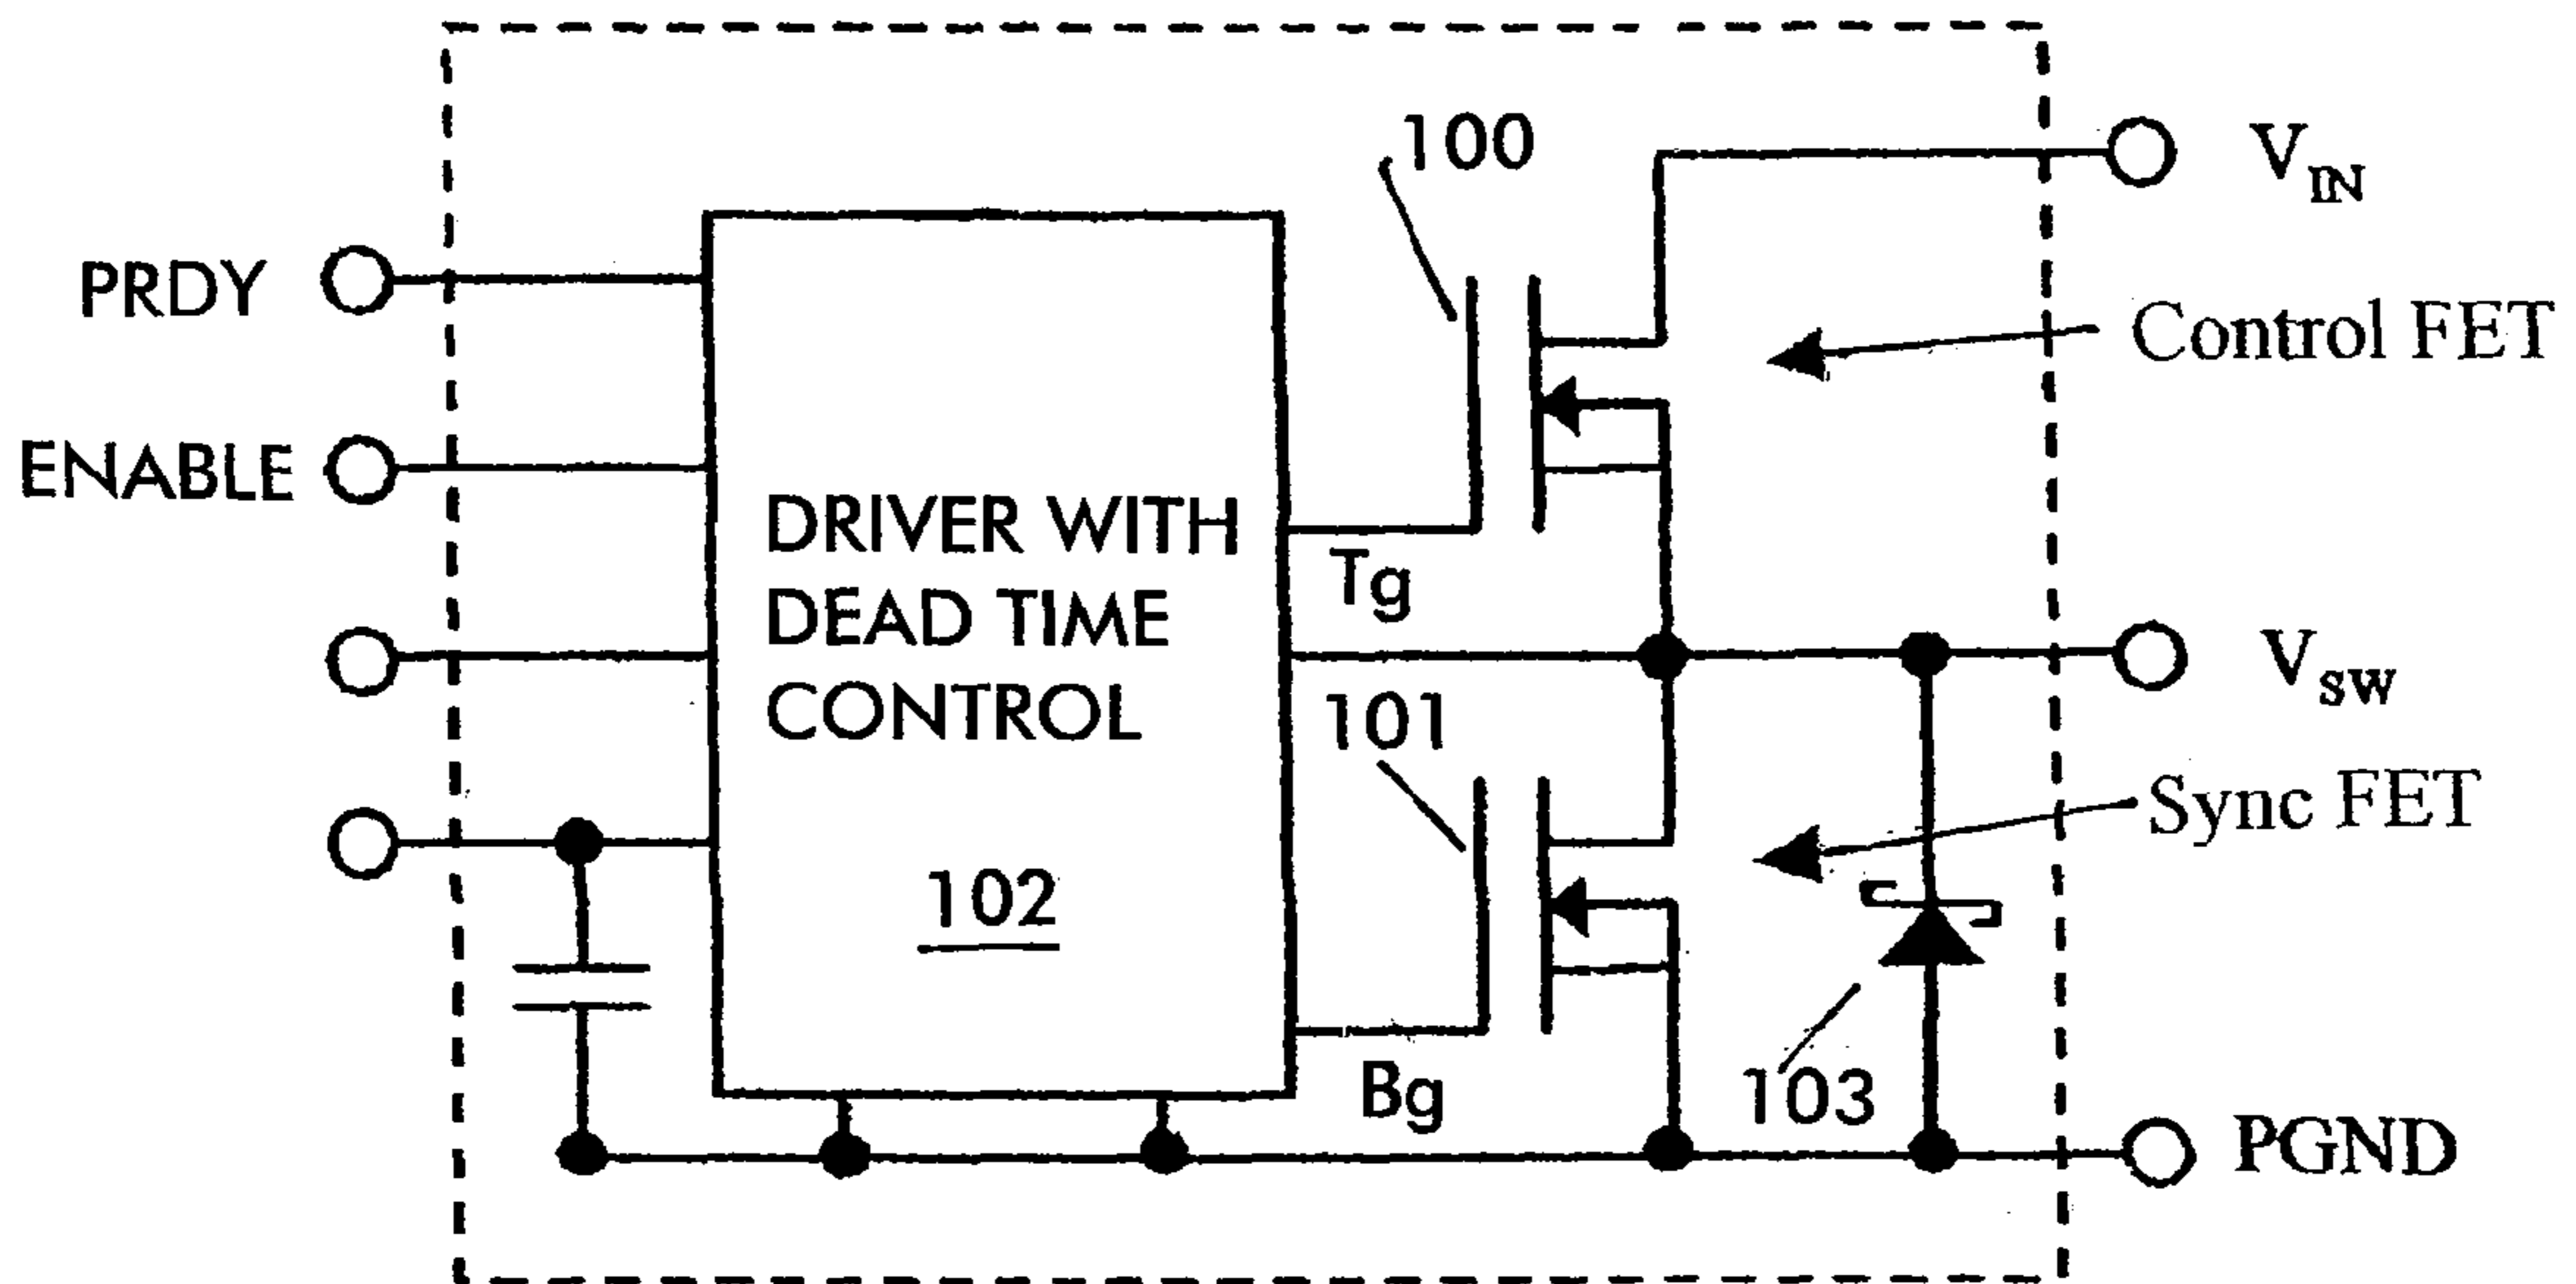 100
V_IN
PRDY
Control FET
ENABLE
DRIVER WITH
DEAD TIME
CONTROL
Tg
V_SW
101
Sync FET
102
Bg
103
PGND